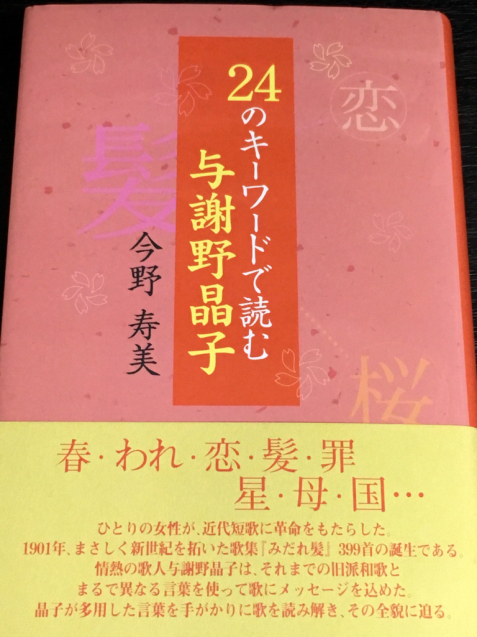 24のキーワードで読む
与謝野晶子
今野 寿美
恋
髪
桜
春・われ・恋・髪・罪
星・母・国…
ひとりの女性が、近代短歌に革命をもたらした。
1901年、まさしく新世紀を拓いた歌集『みだれ髪』399首の誕生である。
情熱の歌人与謝野晶子は、それまでの旧派和歌と
まるで異なる言葉を使って歌にメッセージを込めた。
晶子が多用した言葉を手がかりに歌を読み解き、その全貌に迫る。